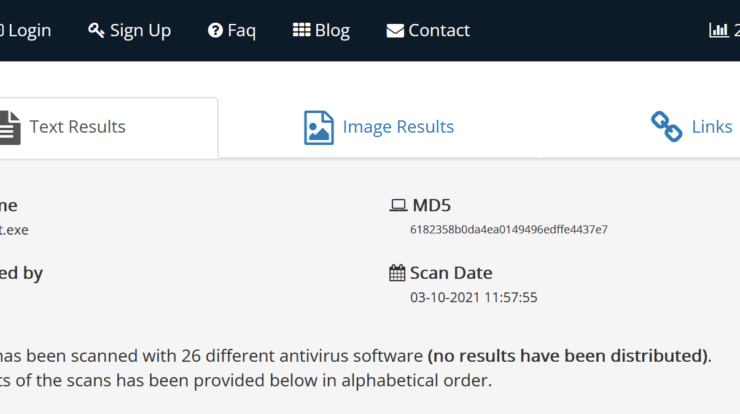 Login Sign Up Faq Blog Contact 2
Text Results Image Results Links
me MD5
t.exe 6182358b0da4ea0149496edffe4437e7
ed by Scan Date
03-10-2021 11:57:55
has been scanned with 26 different antivirus software (no results have been distributed).
ts of the scans has been provided below in alphabetical order.